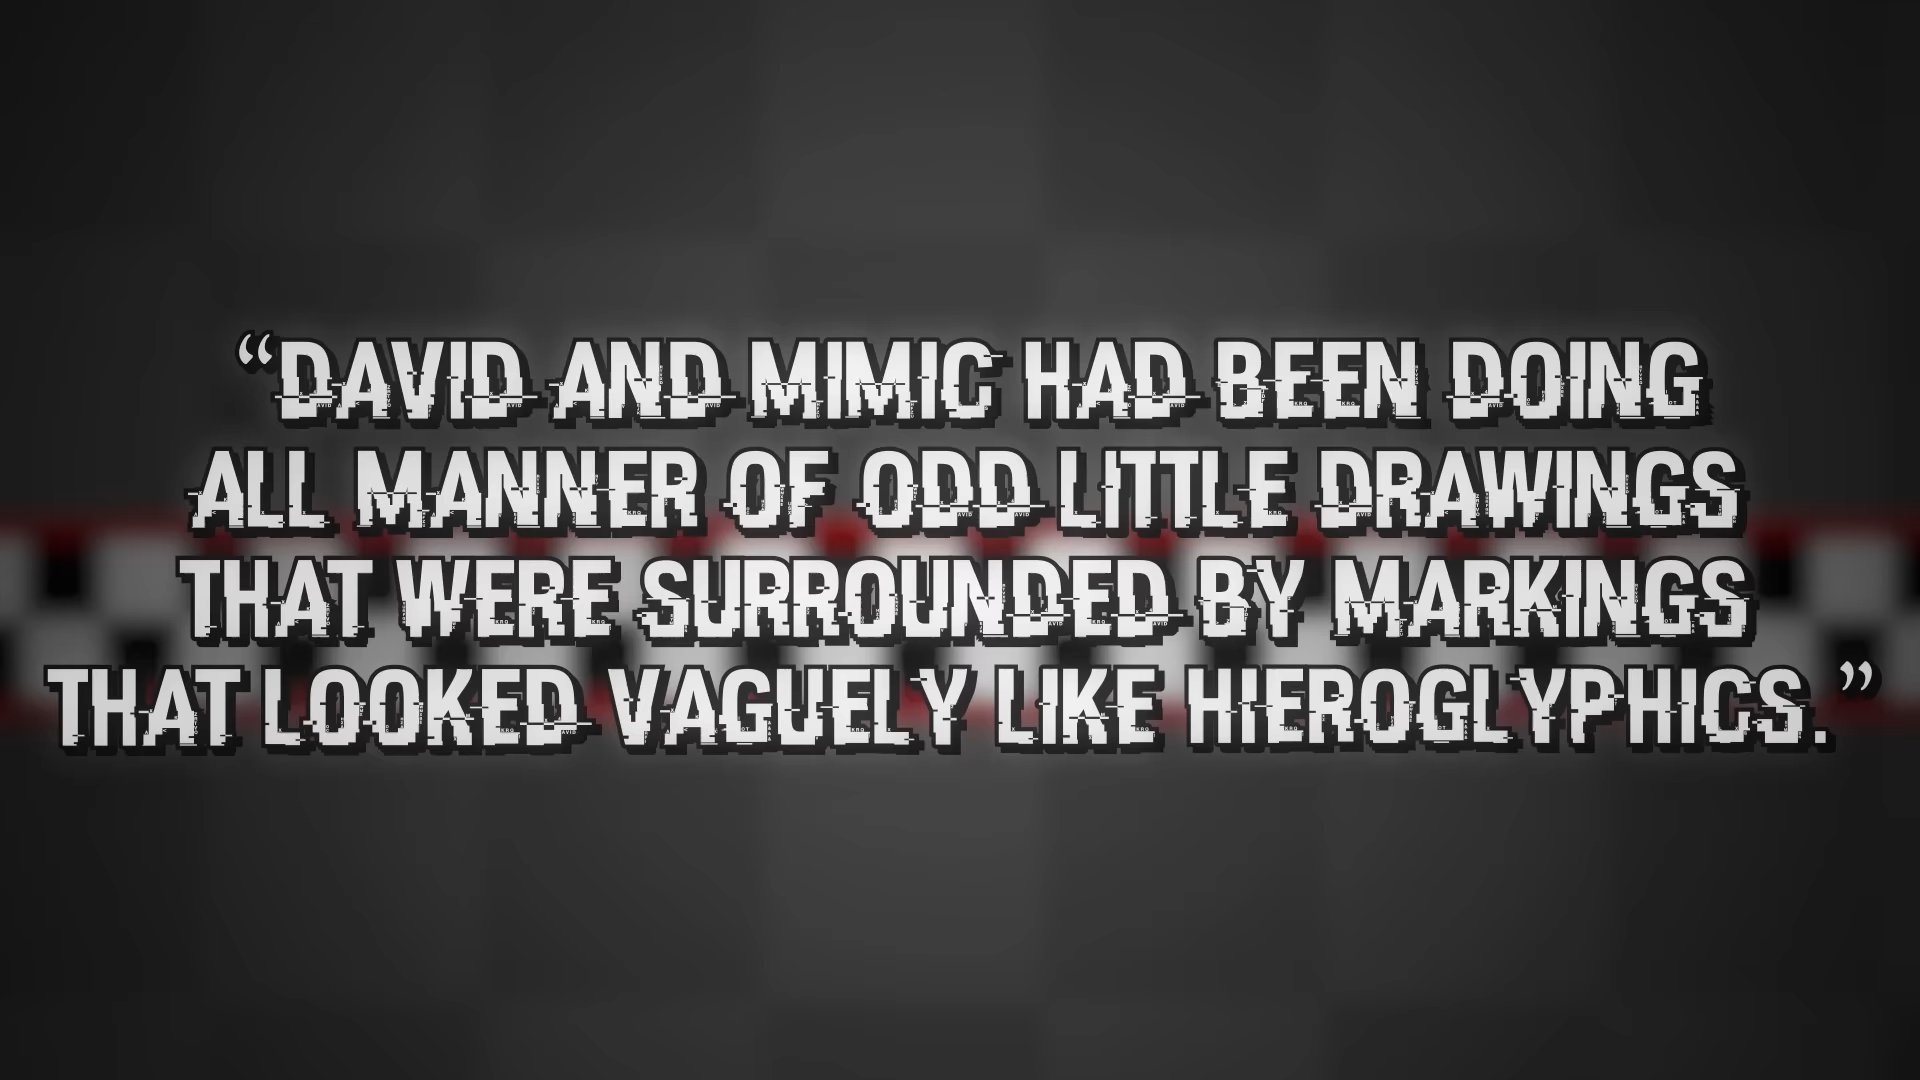 “DAVID AND MIMIC HAD BEEN DOING
ALL MANNER OF ODD LITTLE DRAWINGS
THAT WERE SURROUNDED BY MARKINGS
THAT LOOKED VAGUELY LIKE HIEROGLYPHICS.”